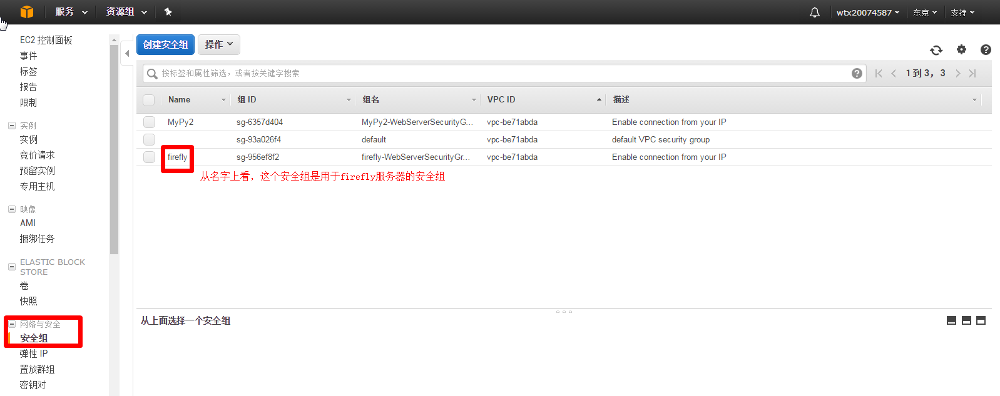 服务 资源组 wtx20074587 东京 支持
EC2 控制面板
事件
标签
报告
限制
实例
实例
竞价请求
预留实例
专用主机
映像
AMI
捆绑任务
ELASTIC BLOCK
STORE
卷
快照
网络与安全
安全组
弹性 IP
置放群组
密钥对
创建安全组 操作
按标签和属性筛选，或者按关键字搜索 1 到 3， 3
Name 组 ID 组名 VPC ID 描述
MyPy2 sg-6357d404 MyPy2-WebServerSecurityG... vpc-be71abda Enable connection from your IP
sg-93a026f4 default vpc-be71abda default VPC security group
firefly sg-956ef8f2 firefly-WebServerSecurityGr... vpc-be71abda Enable connection from your IP
从名字上看，这个安全组是用于firefly服务器的安全组
从上面选择一个安全组